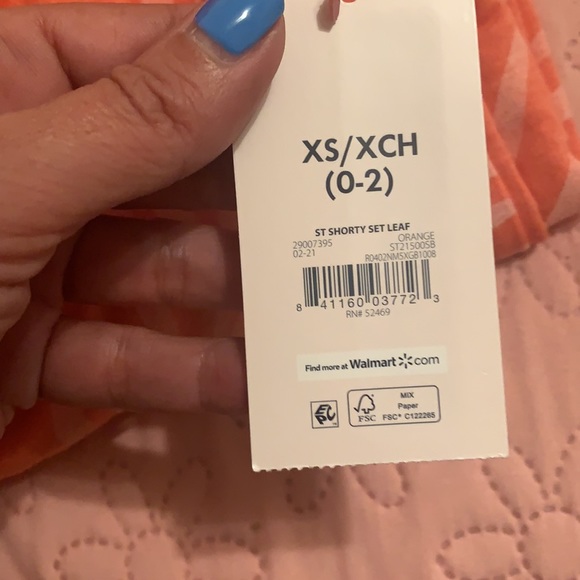 XS/XCH
(0-2)
ST SHORTY SET LEAF
29007395 ORANGE
02-21 ST21500SB
R0402NMSXGB1008
8 41160 03772 3
RN# 52469
Find more at Walmart.com
MIX
Paper
FSC FSC® C122265